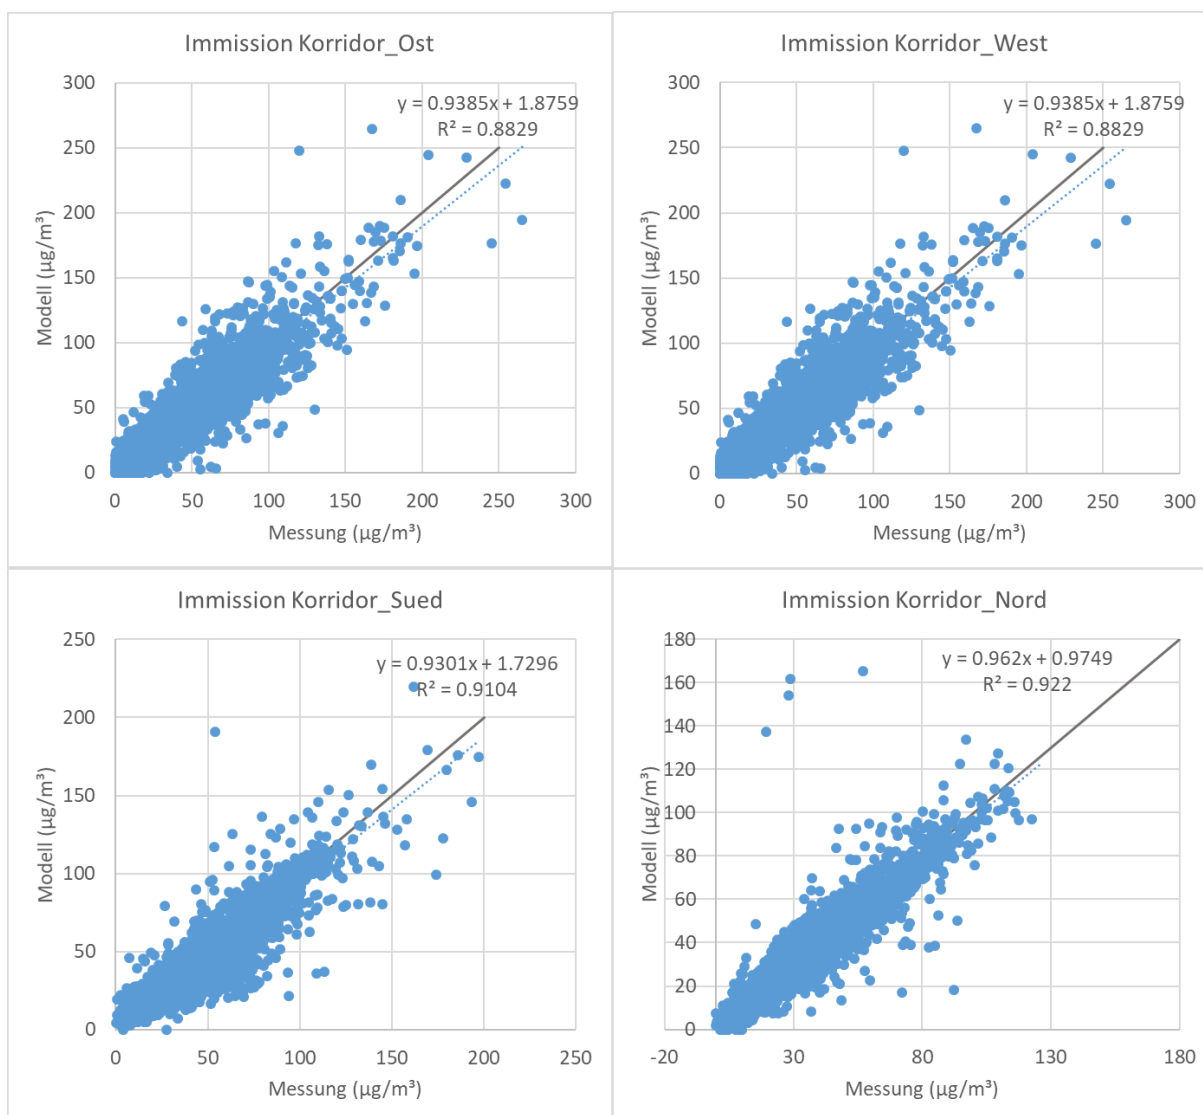 Immission Korridor_Ost
y = 0.9385x + 1.8759
R² = 0.8829
300
250
200
150
100
50
0
Modell (µg/m³)
0 50 100 150 200 250 300
Messung (µg/m³)
Immission Korridor_West
y = 0.9385x + 1.8759
R² = 0.8829
300
250
200
150
100
50
0
Modell (µg/m³)
0 50 100 150 200 250 300
Messung (µg/m³)
Immission Korridor_Sued
y = 0.9301x + 1.7296
R² = 0.9104
250
200
150
100
50
0
Modell (µg/m³)
0 50 100 150 200 250
Messung (µg/m³)
Immission Korridor_Nord
y = 0.962x + 0.9749
R² = 0.922
180
160
140
120
100
80
60
40
20
0
Modell (µg/m³)
-20 30 80 130 180
Messung (µg/m³)